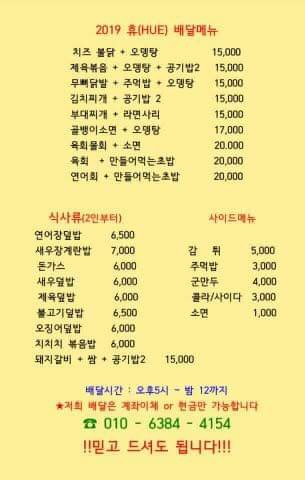 2019 휴(HUE) 배달메뉴
치즈 불닭 + 오뎅탕 15,000
제육볶음 + 오뎅탕 + 공기밥2 15,000
무뼈닭발 + 주먹밥 + 오뎅탕 15,000
김치찌개 + 공기밥 2 15,000
부대찌개 + 라면사리 15,000
골뱅이소면 + 오뎅탕 17,000
육회물회 + 소면 20.000
육회 + 만들어먹는초밥 20,000
연어회 + 만들어먹는초밥 20,000
식사류(2인부터)
연어장덮밥 6,500
새우장계란밥 7,000
돈가스 6,000
새우덮밥 6,000
제육덮밥 6,000
불고기덮밥 6,500
오징어덮밥 6,000
치치치 볶음밥 6,000
돼지갈비 + 쌈 + 공기밥2 15,000
사이드메뉴
감 튀 5,000
주먹밥 3,000
군만두 4,000
콜라/사이다 3,000
소면 1,000
배달시간 : 오후5시 ~ 밤 12까지
★저희 배달은 계좌이체 or 현금만 가능합니다
☎ 010 - 6384 - 4154
!!믿고 드셔도 됩니다!!!